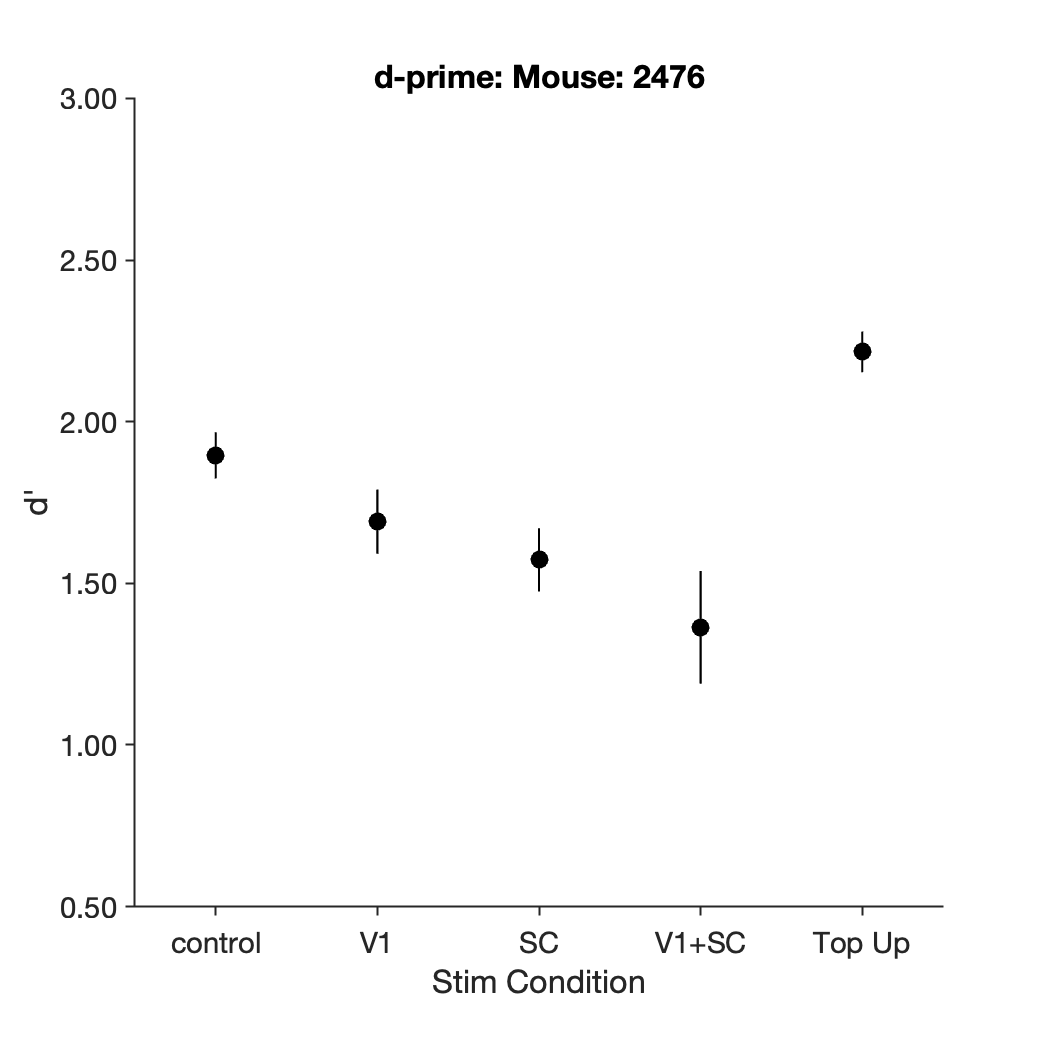 d-prime: Mouse: 2476
3.00
2.50
2.00
1.50
1.00
0.50
d'
control V1 SC V1+SC Top Up
Stim Condition